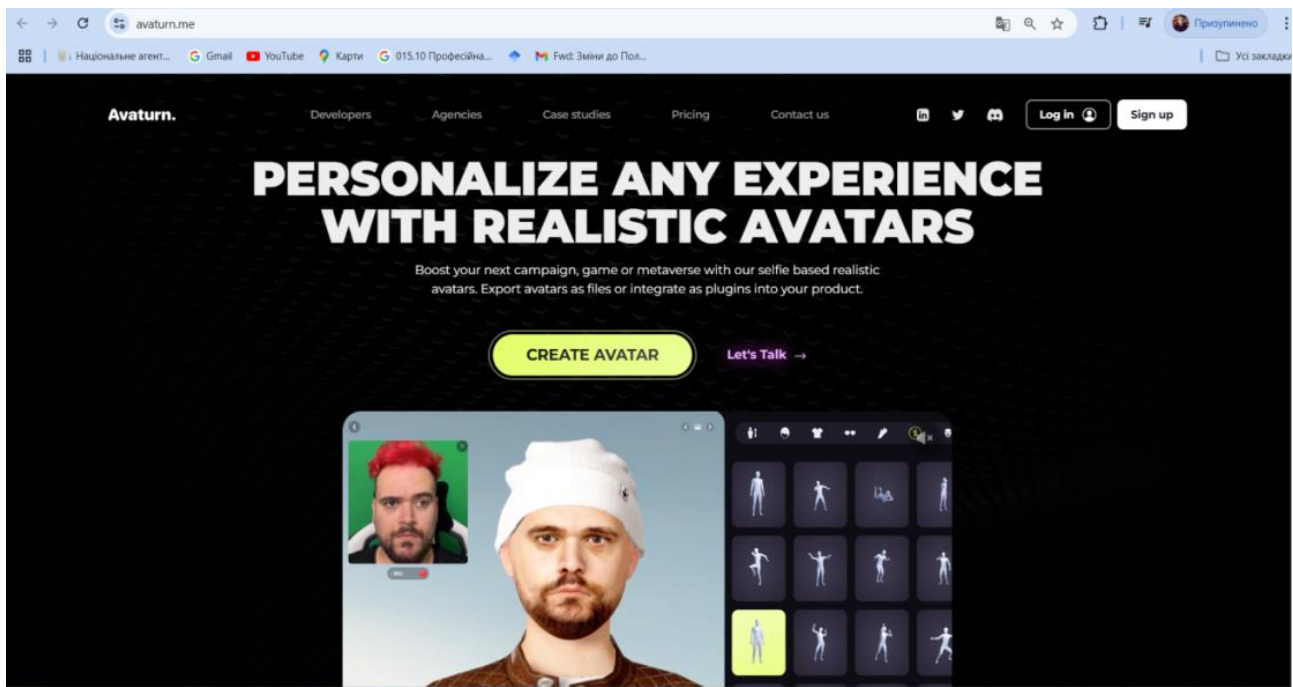 avaturn.me
Призупинено
Національне агент... Gmail YouTube Карти 015.10 Професійна... Fwd: Зміни до Пол... Усі закладки
Avaturn. Developers Agencies Case studies Pricing Contact us Log in Sign up
PERSONALIZE ANY EXPERIENCE
WITH REALISTIC AVATARS
Boost your next campaign, game or metaverse with our selfie based realistic
avatars. Export avatars as files or integrate as plugins into your product.
CREATE AVATAR Let's Talk →